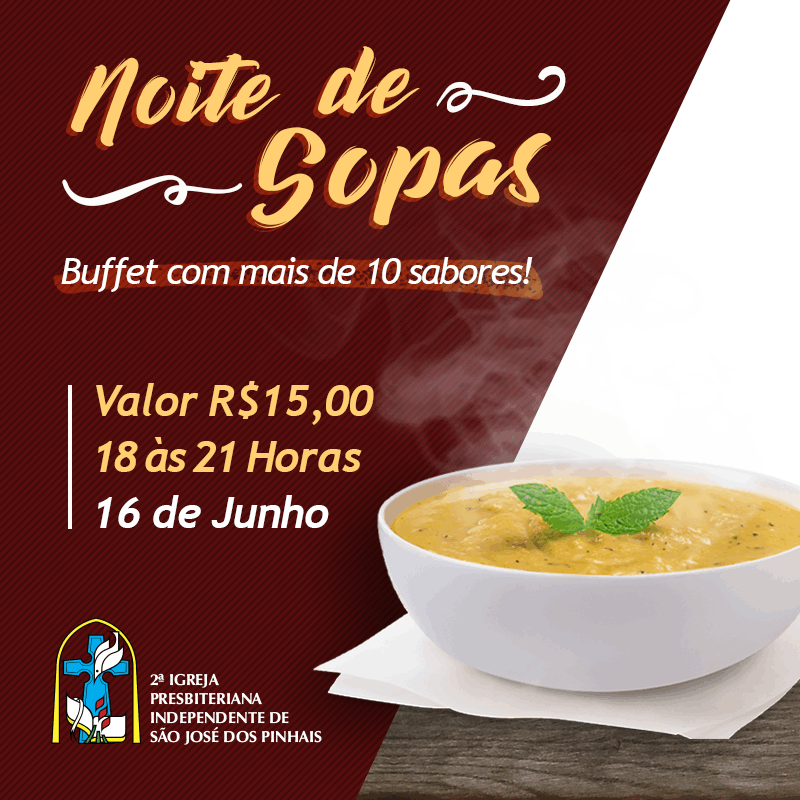 Noite de
Sopas
Buffet com mais de 10 sabores!
Valor R$15,00
18 às 21 Horas
16 de Junho
2ª IGREJA
PRESBITERIANA
INDEPENDENTE DE
SÃO JOSÉ DOS PINHAIS